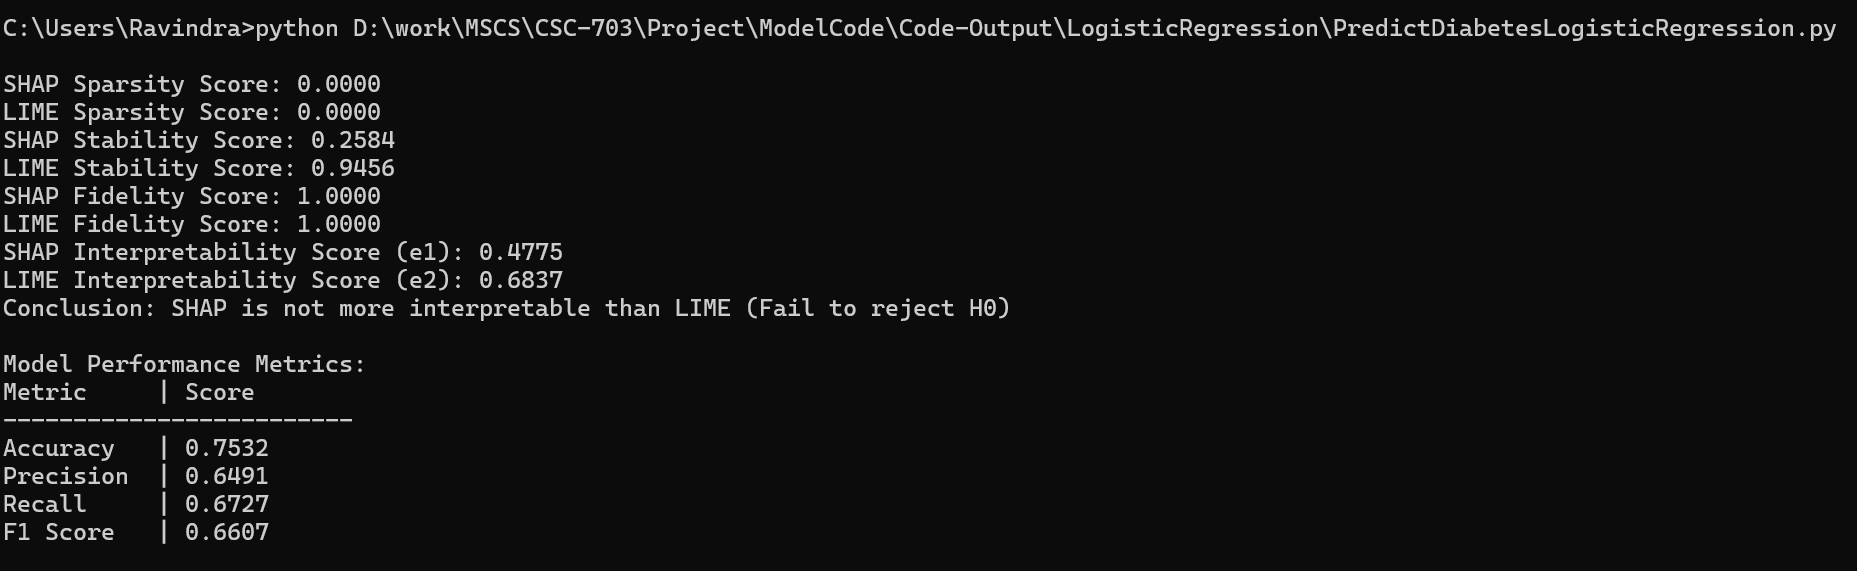 C:\Users\Ravindra>python D:\work\MSCS\CSC-703\Project\ModelCode\Code-Output\LogisticRegression\PredictDiabetesLogisticRegression.py
SHAP Sparsity Score: 0.0000
LIME Sparsity Score: 0.0000
SHAP Stability Score: 0.2584
LIME Stability Score: 0.9456
SHAP Fidelity Score: 1.0000
LIME Fidelity Score: 1.0000
SHAP Interpretability Score (e1): 0.4775
LIME Interpretability Score (e2): 0.6837
Conclusion: SHAP is not more interpretable than LIME (Fail to reject H0)
Model Performance Metrics:
Metric     | Score
-------------------------
Accuracy   | 0.7532
Precision  | 0.6491
Recall     | 0.6727
F1 Score   | 0.6607